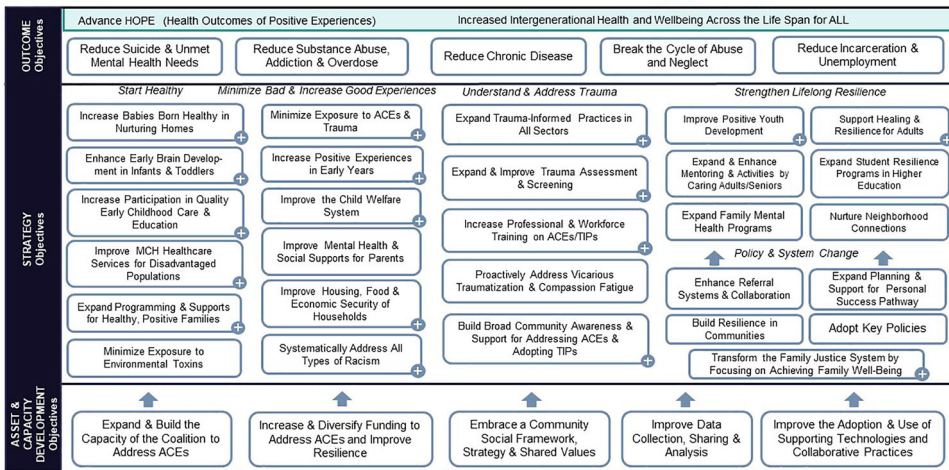 OUTCOME
Objectives
Advance HOPE (Health Outcomes of Positive Experiences)
Increased Intergenerational Health and Wellbeing Across the Life Span for ALL
Reduce Suicide & Unmet
Mental Health Needs
Reduce Substance Abuse,
Addiction & Overdose
Reduce Chronic Disease
Break the Cycle of Abuse
and Neglect
Reduce Incarceration &
Unemployment
STRATEGY
Objectives
Start Healthy
Increase Babies Born Healthy in
Nurturing Homes
Enhance Early Brain Develop-
ment in Infants & Toddlers
Increase Participation in Quality
Early Childhood Care &
Education
Improve MCH Healthcare
Services for Disadvantaged
Populations
Expand Programming & Supports
for Healthy, Positive Families
Minimize Exposure to
Environmental Toxins
Minimize Bad & Increase Good Experiences
Minimize Exposure to ACEs &
Trauma
Increase Positive Experiences
in Early Years
Improve the Child Welfare
System
Improve Mental Health &
Social Supports for Parents
Improve Housing, Food &
Economic Security of
Households
Systematically Address All
Types of Racism
Understand & Address Trauma
Expand Trauma-Informed Practices in
All Sectors
Expand & Improve Trauma Assessment
& Screening
Increase Professional & Workforce
Training on ACEs/TIPs
Proactively Address Vicarious
Traumatization & Compassion Fatigue
Build Broad Community Awareness &
Support for Addressing ACEs &
Adopting TIPs
Strengthen Lifelong Resilience
Improve Positive Youth
Development
Support Healing &
Resilience for Adults
Expand & Enhance
Mentoring & Activities by
Caring Adults/Seniors
Expand Student Resilience
Programs in Higher
Education
Expand Family Mental
Health Programs
Nurture Neighborhood
Connections
Policy & System Change
Enhance Referral
Systems & Collaboration
Expand Planning &
Support for Personal
Success Pathway
Build Resilience in
Communities
Adopt Key Policies
Transform the Family Justice System by
Focusing on Achieving Family Well-Being
ASSET &
CAPACITY
DEVELOPMENT
Objectives
Expand & Build the
Capacity of the Coalition to
Address ACEs
Increase & Diversify Funding to
Address ACEs and Improve
Resilience
Embrace a Community
Social Framework,
Strategy & Shared Values
Improve Data
Collection, Sharing &
Analysis
Improve the Adoption & Use of
Supporting Technologies and
Collaborative Practices